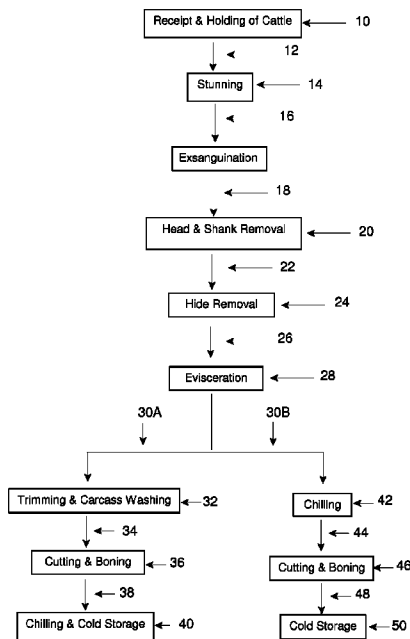 Receipt & Holding of Cattle 10
12
Stunning 14
16
Exsanguination
18
Head & Shank Removal 20
22
Hide Removal 24
26
Evisceration 28
30A 30B
Trimming & Carcass Washing 32
Chilling 42
34 44
Cutting & Boning 36
Cutting & Boning 46
38 48
Chilling & Cold Storage 40
Cold Storage 50